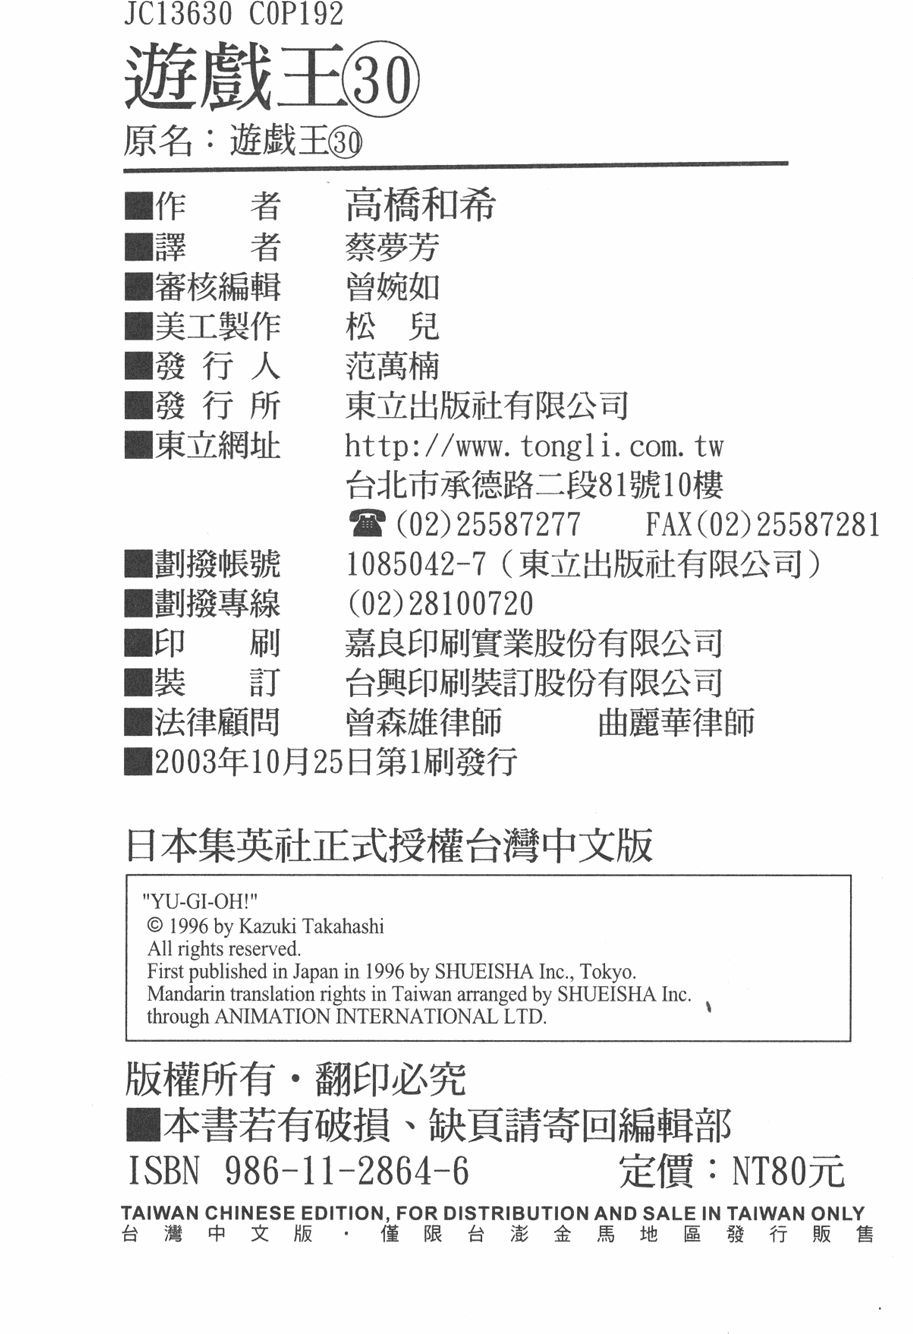 JC13630 C0P192
遊戲王㉚
原名：遊戯王㉚
■作　者　高橋和希
■譯　者　蔡夢芳
■審核編輯　曾婉如
■美工製作　松　兒
■發 行 人　范萬楠
■發 行 所　東立出版社有限公司
■東立網址　http://www.tongli.com.tw
台北市承德路二段81號10樓
☎(02)25587277　FAX(02)25587281
■劃撥帳號　1085042-7（東立出版社有限公司）
■劃撥專線　(02)28100720
■印　刷　嘉良印刷實業股份有限公司
■裝　訂　台興印刷裝訂股份有限公司
■法律顧問　曾森雄律師　曲麗華律師
■2003年10月25日第1刷發行
日本集英社正式授權台灣中文版
"YU-GI-OH!"
© 1996 by Kazuki Takahashi
All rights reserved.
First published in Japan in 1996 by SHUEISHA Inc., Tokyo.
Mandarin translation rights in Taiwan arranged by SHUEISHA Inc.
through ANIMATION INTERNATIONAL LTD.
版權所有・翻印必究
■本書若有破損、缺頁請寄回編輯部
ISBN 986-11-2864-6　定價：NT80元
TAIWAN CHINESE EDITION, FOR DISTRIBUTION AND SALE IN TAIWAN ONLY
台灣中文版・僅限台澎金馬地區發行販售